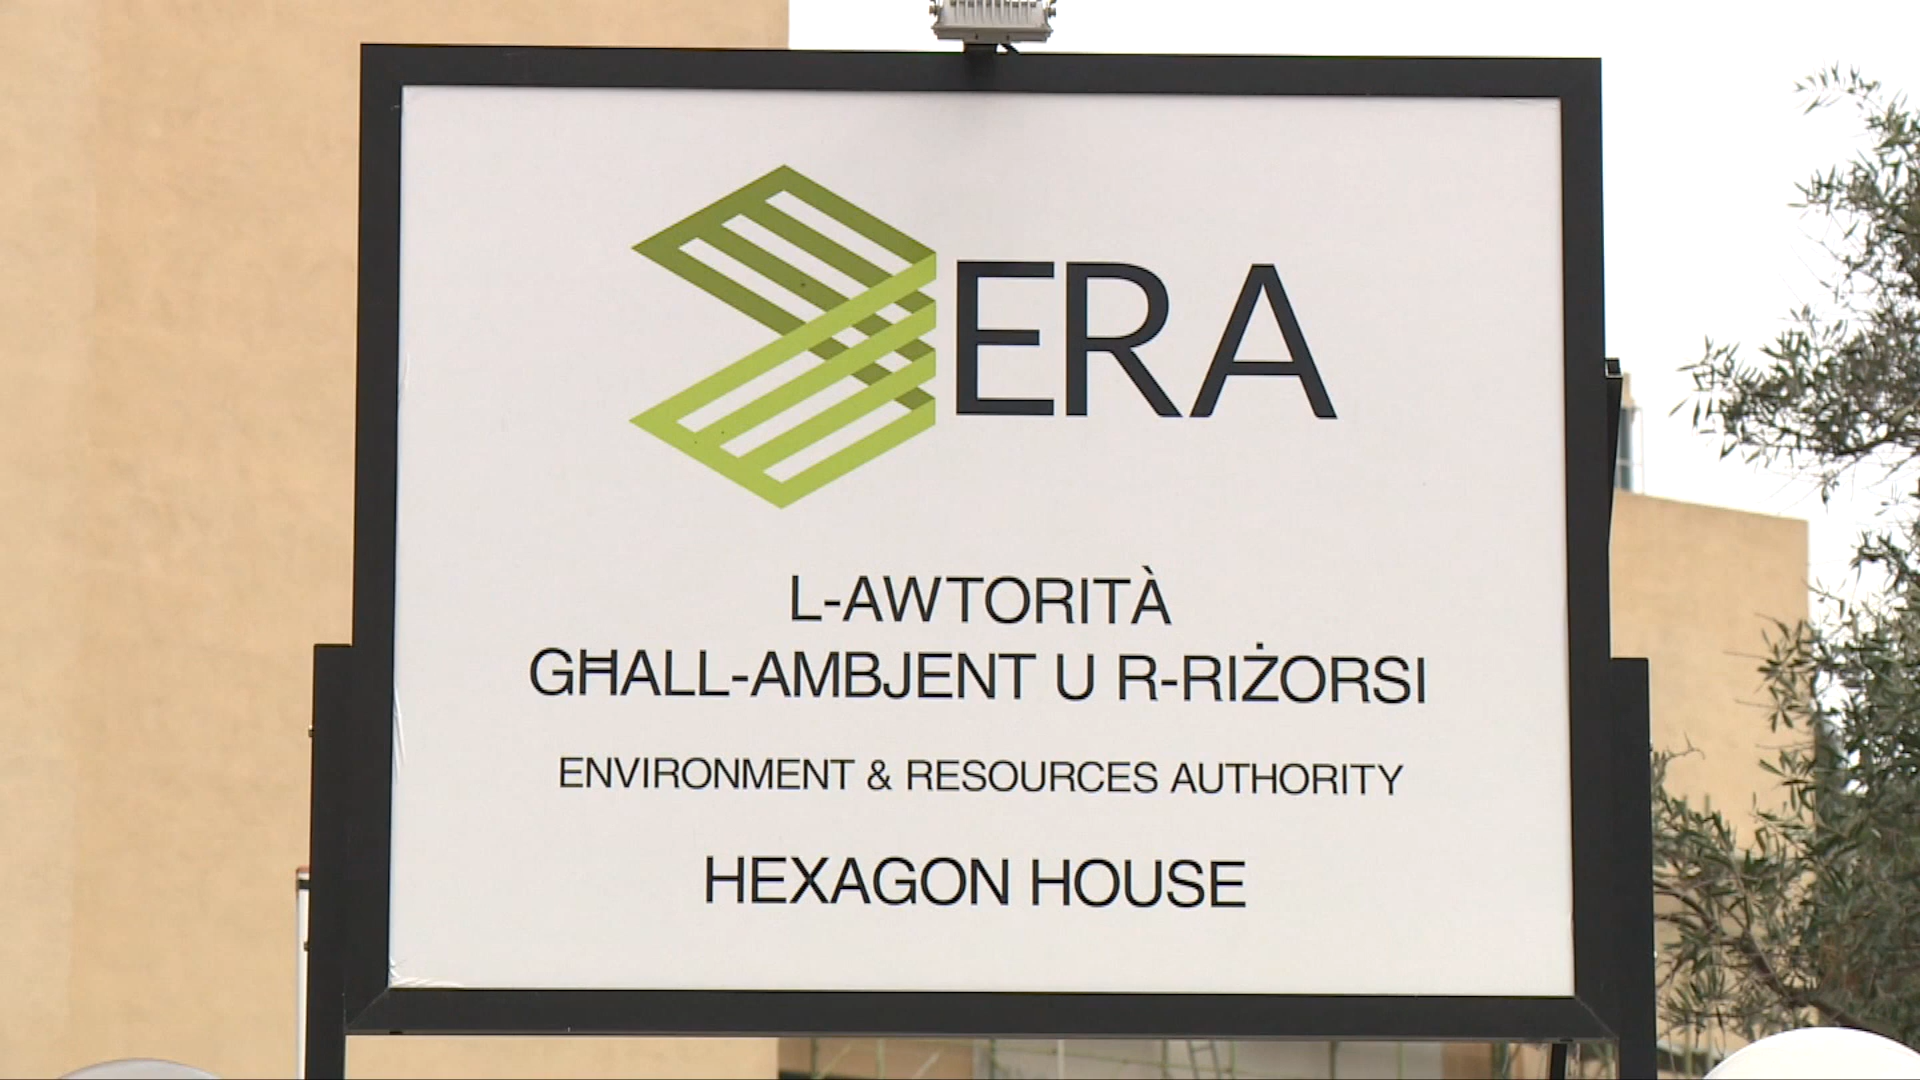 ERA
L-AWTORITÀ
GĦALL-AMBJENT U R-RIŻORSI
ENVIRONMENT & RESOURCES AUTHORITY
HEXAGON HOUSE